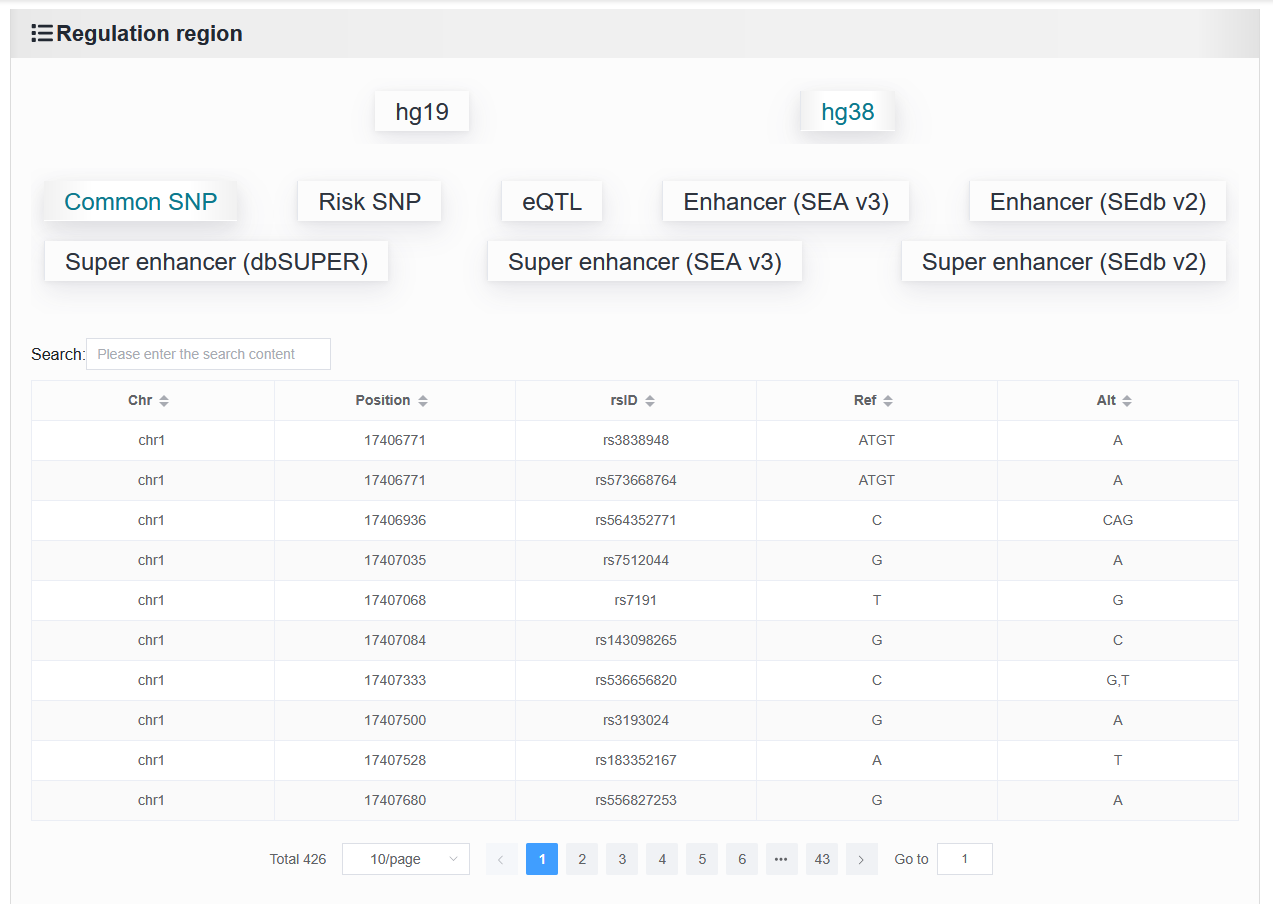 Regulation region
hg19 hg38
Common SNP Risk SNP eQTL Enhancer (SEA v3) Enhancer (SEdb v2)
Super enhancer (dbSUPER) Super enhancer (SEA v3) Super enhancer (SEdb v2)
Search: Please enter the search content
Chr Position rsID Ref Alt
chr1 17406771 rs3838948 ATGT A
chr1 17406771 rs573668764 ATGT A
chr1 17406936 rs564352771 C CAG
chr1 17407035 rs7512044 G A
chr1 17407068 rs7191 T G
chr1 17407084 rs143098265 G C
chr1 17407333 rs536656820 C G,T
chr1 17407500 rs3193024 G A
chr1 17407528 rs183352167 A T
chr1 17407680 rs556827253 G A
Total 426 10/page 1 2 3 4 5 6 ••• 43 Go to 1